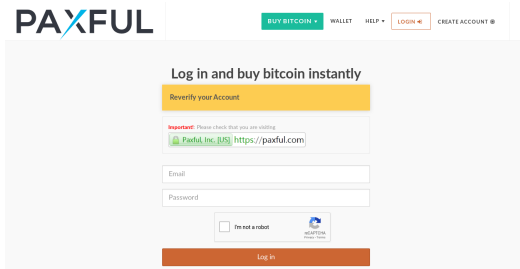 PAXFUL
BUY BITCOIN
WALLET
HELP
LOGIN
CREATE ACCOUNT
Log in and buy bitcoin instantly
Reverify your Account
Important! Please check that you are visiting
Paxful, Inc. [US] https://paxful.com
Email
Password
I'm not a robot
reCAPTCHA
Privacy - Terms
Log in